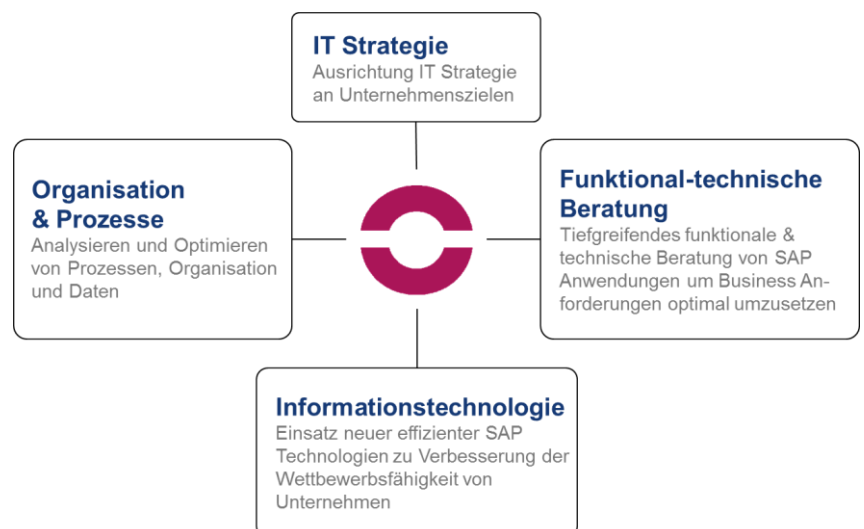 IT Strategie
Ausrichtung IT Strategie
an Unternehmenszielen
Organisation
& Prozesse
Analysieren und Optimieren
von Prozessen, Organisation
und Daten
Funktional-technische
Beratung
Tiefgreifendes funktionale &
technische Beratung von SAP
Anwendungen um Business An-
forderungen optimal umzusetzen
Informationstechnologie
Einsatz neuer effizienter SAP
Technologien zu Verbesserung der
Wettbewerbsfähigkeit von
Unternehmen